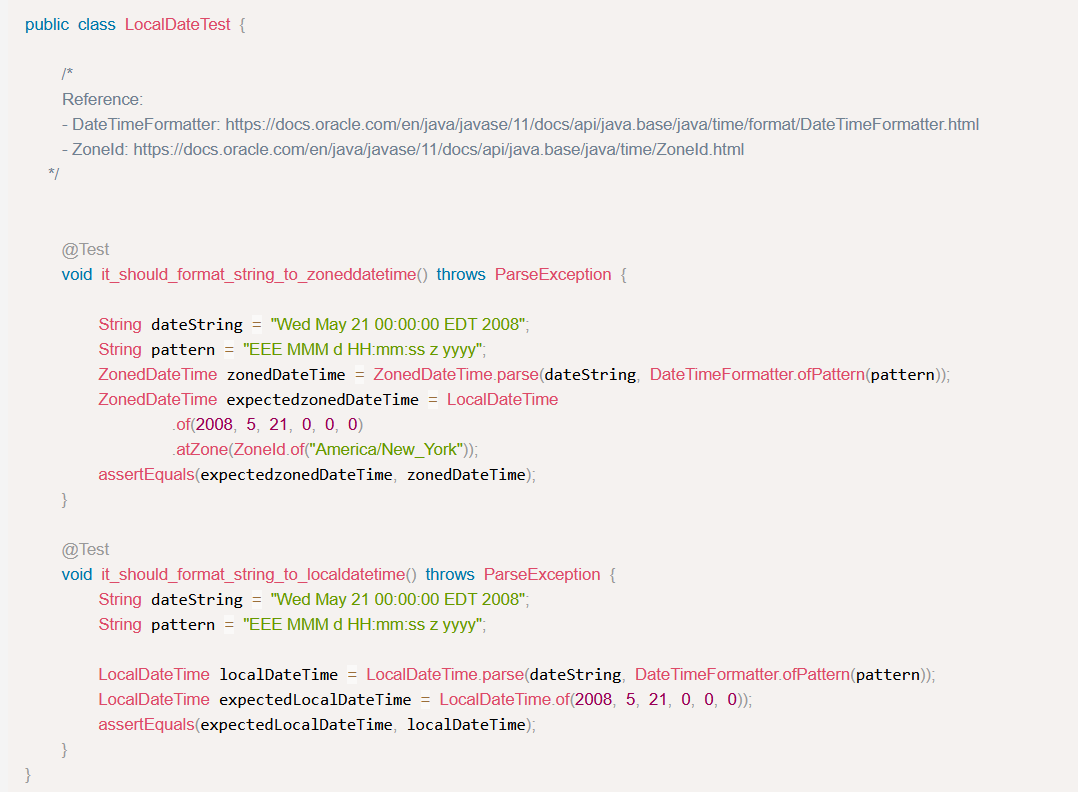 public class LocalDateTest {
/*
Reference:
- DateTimeFormatter: https://docs.oracle.com/en/java/javase/11/docs/api/java.base/java/time/format/DateTimeFormatter.html
- ZoneId: https://docs.oracle.com/en/java/javase/11/docs/api/java.base/java/time/ZoneId.html
*/
@Test
void it_should_format_string_to_zoneddatetime() throws ParseException {
String dateString = "Wed May 21 00:00:00 EDT 2008";
String pattern = "EEE MMM d HH:mm:ss z yyyy";
ZonedDateTime zonedDateTime = ZonedDateTime.parse(dateString, DateTimeFormatter.ofPattern(pattern));
ZonedDateTime expectedzonedDateTime = LocalDateTime
.of(2008, 5, 21, 0, 0, 0)
.atZone(ZoneId.of("America/New_York"));
assertEquals(expectedzonedDateTime, zonedDateTime);
}
@Test
void it_should_format_string_to_localdatetime() throws ParseException {
String dateString = "Wed May 21 00:00:00 EDT 2008";
String pattern = "EEE MMM d HH:mm:ss z yyyy";
LocalDateTime localDateTime = LocalDateTime.parse(dateString, DateTimeFormatter.ofPattern(pattern));
LocalDateTime expectedLocalDateTime = LocalDateTime.of(2008, 5, 21, 0, 0, 0));
assertEquals(expectedLocalDateTime, localDateTime);
}
}